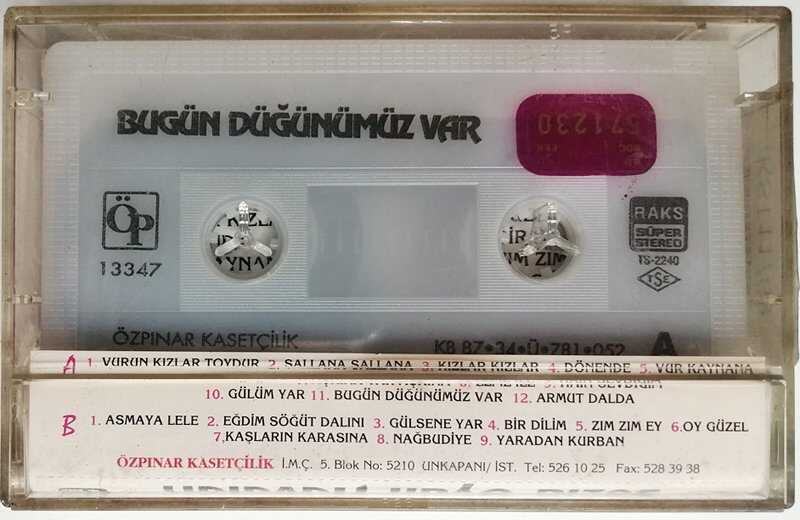 BUGÜN DÜĞÜNÜMÜZ VAR
571230
ÖP
13347
RAKS
SÜPER
STEREO
TS-2240
TSE
ÖZPINAR KASETÇİLİK
KB 87•34•Ü•781•052
A
A 1. VURUN KIZLAR TOYDUR 2. SALLANA SALLANA 3. KIZLAR KIZLAR 4. DÖNENDE 5. VUR KAYNANA
10. GÜLÜM YAR 11. BUGÜN DÜĞÜNÜMÜZ VAR 12. ARMUT DALDA
B 1. ASMAYA LELE 2. EĞDİM SÖĞÜT DALINI 3. GÜLSENE YAR 4. BİR DİLİM 5. ZIM ZIM EY 6.OY GÜZEL
7.KAŞLARIN KARASINA 8. NAĞBUDİYE 9. YARADAN KURBAN
ÖZPINAR KASETÇİLİK İ.M.Ç. 5. Blok No: 5210 UNKAPANI/ İST. Tel: 526 10 25 Fax: 528 39 38